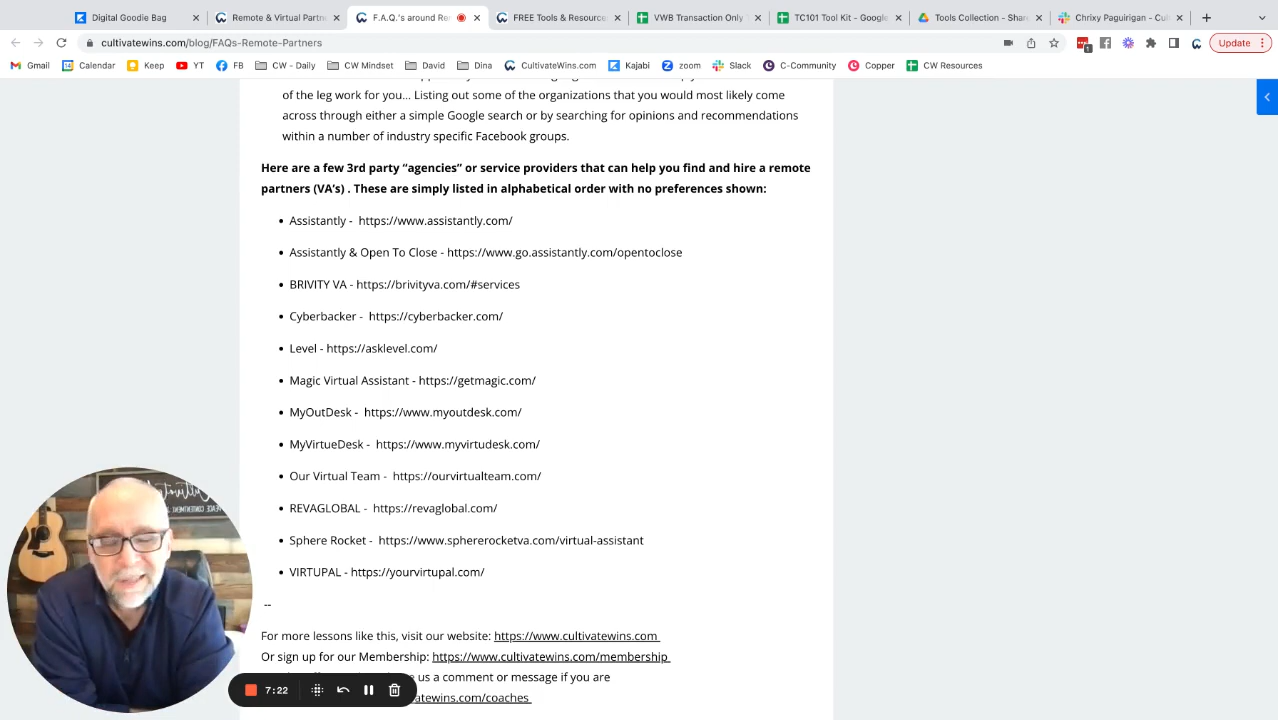 Digital Goodie Bag
Remote & Virtual Partn
F.A.Q.'s around Re
FREE Tools & Resource
VWB Transaction Only
TC101 Tool Kit - Google
Tools Collection - Shar
Chrixy Paguirigan - Cul
cultivatewins.com/blog/FAQs-Remote-Partners
1
Update
Gmail
Calendar
Keep
YT
FB
CW - Daily
CW Mindset
David
Dina
CultivateWins.com
Kajabi
zoom
Slack
C-Community
Copper
CW Resources
of the leg work for you... Listing out some of the organizations that you would most likely come
across through either a simple Google search or by searching for opinions and recommendations
within a number of industry specific Facebook groups.
Here are a few 3rd party “agencies” or service providers that can help you find and hire a remote
partners (VA’s) . These are simply listed in alphabetical order with no preferences shown:
• Assistantly - https://www.assistantly.com/
• Assistantly & Open To Close - https://www.go.assistantly.com/opentoclose
• BRIVITY VA - https://brivityva.com/#services
• Cyberbacker - https://cyberbacker.com/
• Level - https://asklevel.com/
• Magic Virtual Assistant - https://getmagic.com/
• MyOutDesk - https://www.myoutdesk.com/
• MyVirtueDesk - https://www.myvirtudesk.com/
• Our Virtual Team - https://ourvirtualteam.com/
• REVAGLOBAL - https://revaglobal.com/
• Sphere Rocket - https://www.sphererocketva.com/virtual-assistant
• VIRTUPAL - https://yourvirtupal.com/
--
For more lessons like this, visit our website: https://www.cultivatewins.com
Or sign up for our Membership: https://www.cultivatewins.com/membership
us a comment or message if you are
atewins.com/coaches
7:22